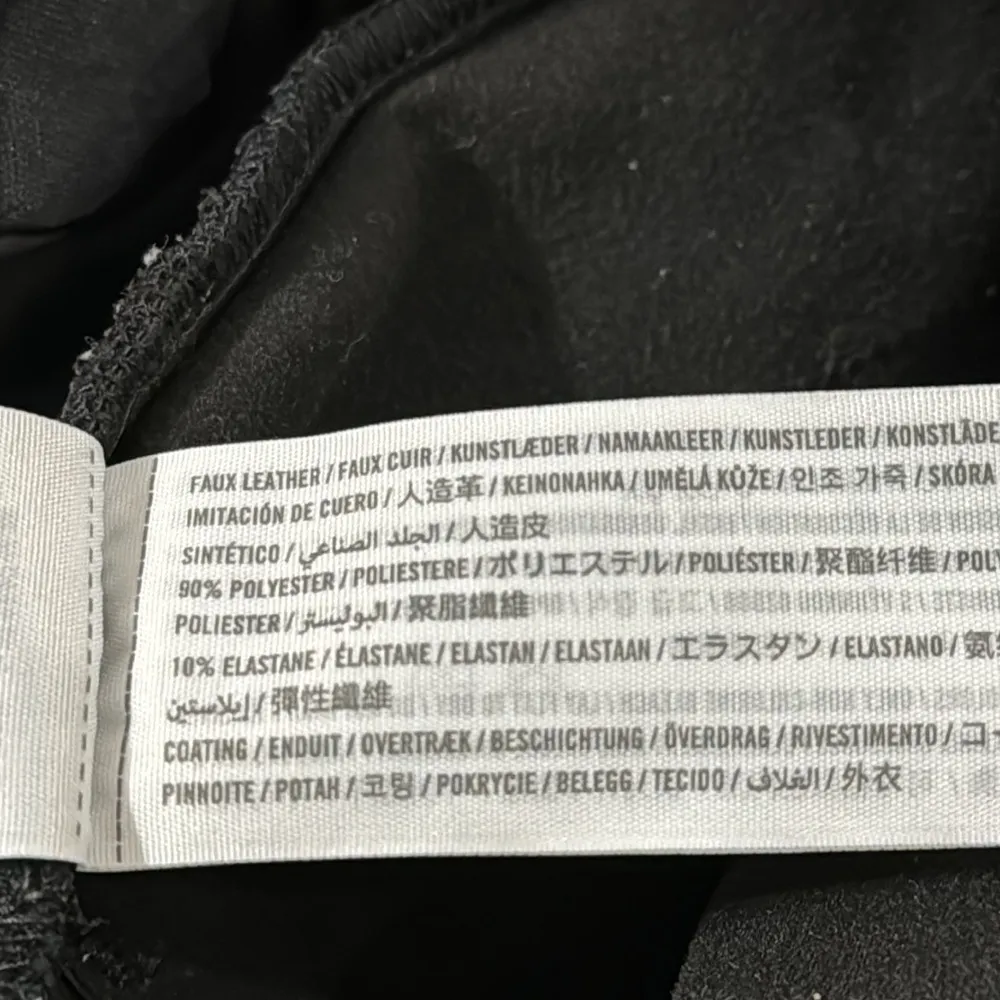 FAUX LEATHER / FAUX CUIR / KUNSTLÆDER / NAMAAKLEER / KUNSTLEDER / KONSTLÄDE
IMITACIÓN DE CUERO / 人造革 / KEINONAHKA / UMĚLÁ KŮŽE / 인조 가죽 / SKÓRA
SINTÉTICO / الجلد الصناعي / 人造皮
90% POLYESTER / POLIESTERE / ポリエステル / POLIÉSTER / 聚酯纤维 / POLY
POLIESTER / البوليستر / 聚脂纖維
10% ELASTANE / ÉLASTANE / ELASTAN / ELASTAAN / エラスタン / ELASTANO / 氨
إيلاستين / 彈性纖維
COATING / ENDUIT / OVERTRÆK / BESCHICHTUNG / ÖVERDRAG / RIVESTIMENTO / コー
PINNOITE / POTAH / 코팅 / POKRYCIE / BELEGG / TECIDO / الغلاف / 外衣